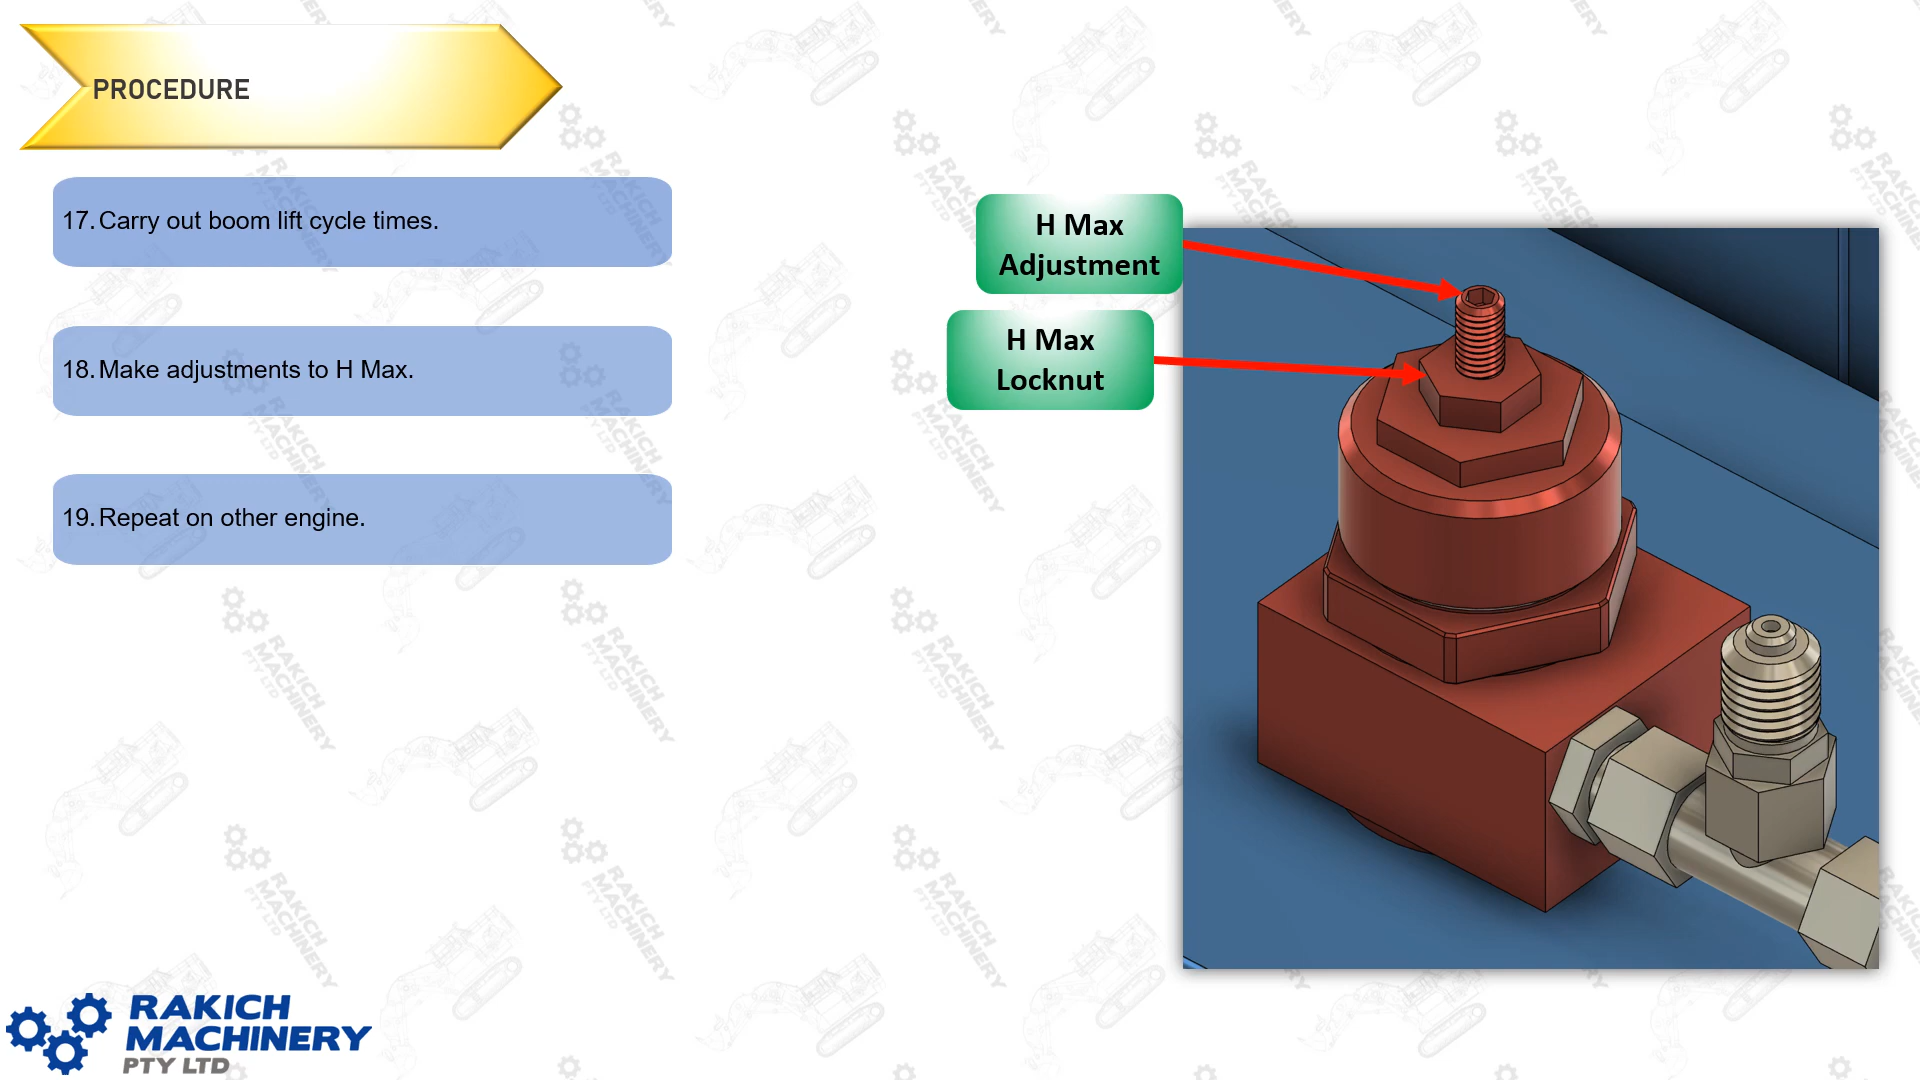 PROCEDURE
17. Carry out boom lift cycle times.
18. Make adjustments to H Max.
19. Repeat on other engine.
H Max
Adjustment
H Max
Locknut
RAKICH
MACHINERY
PTY LTD